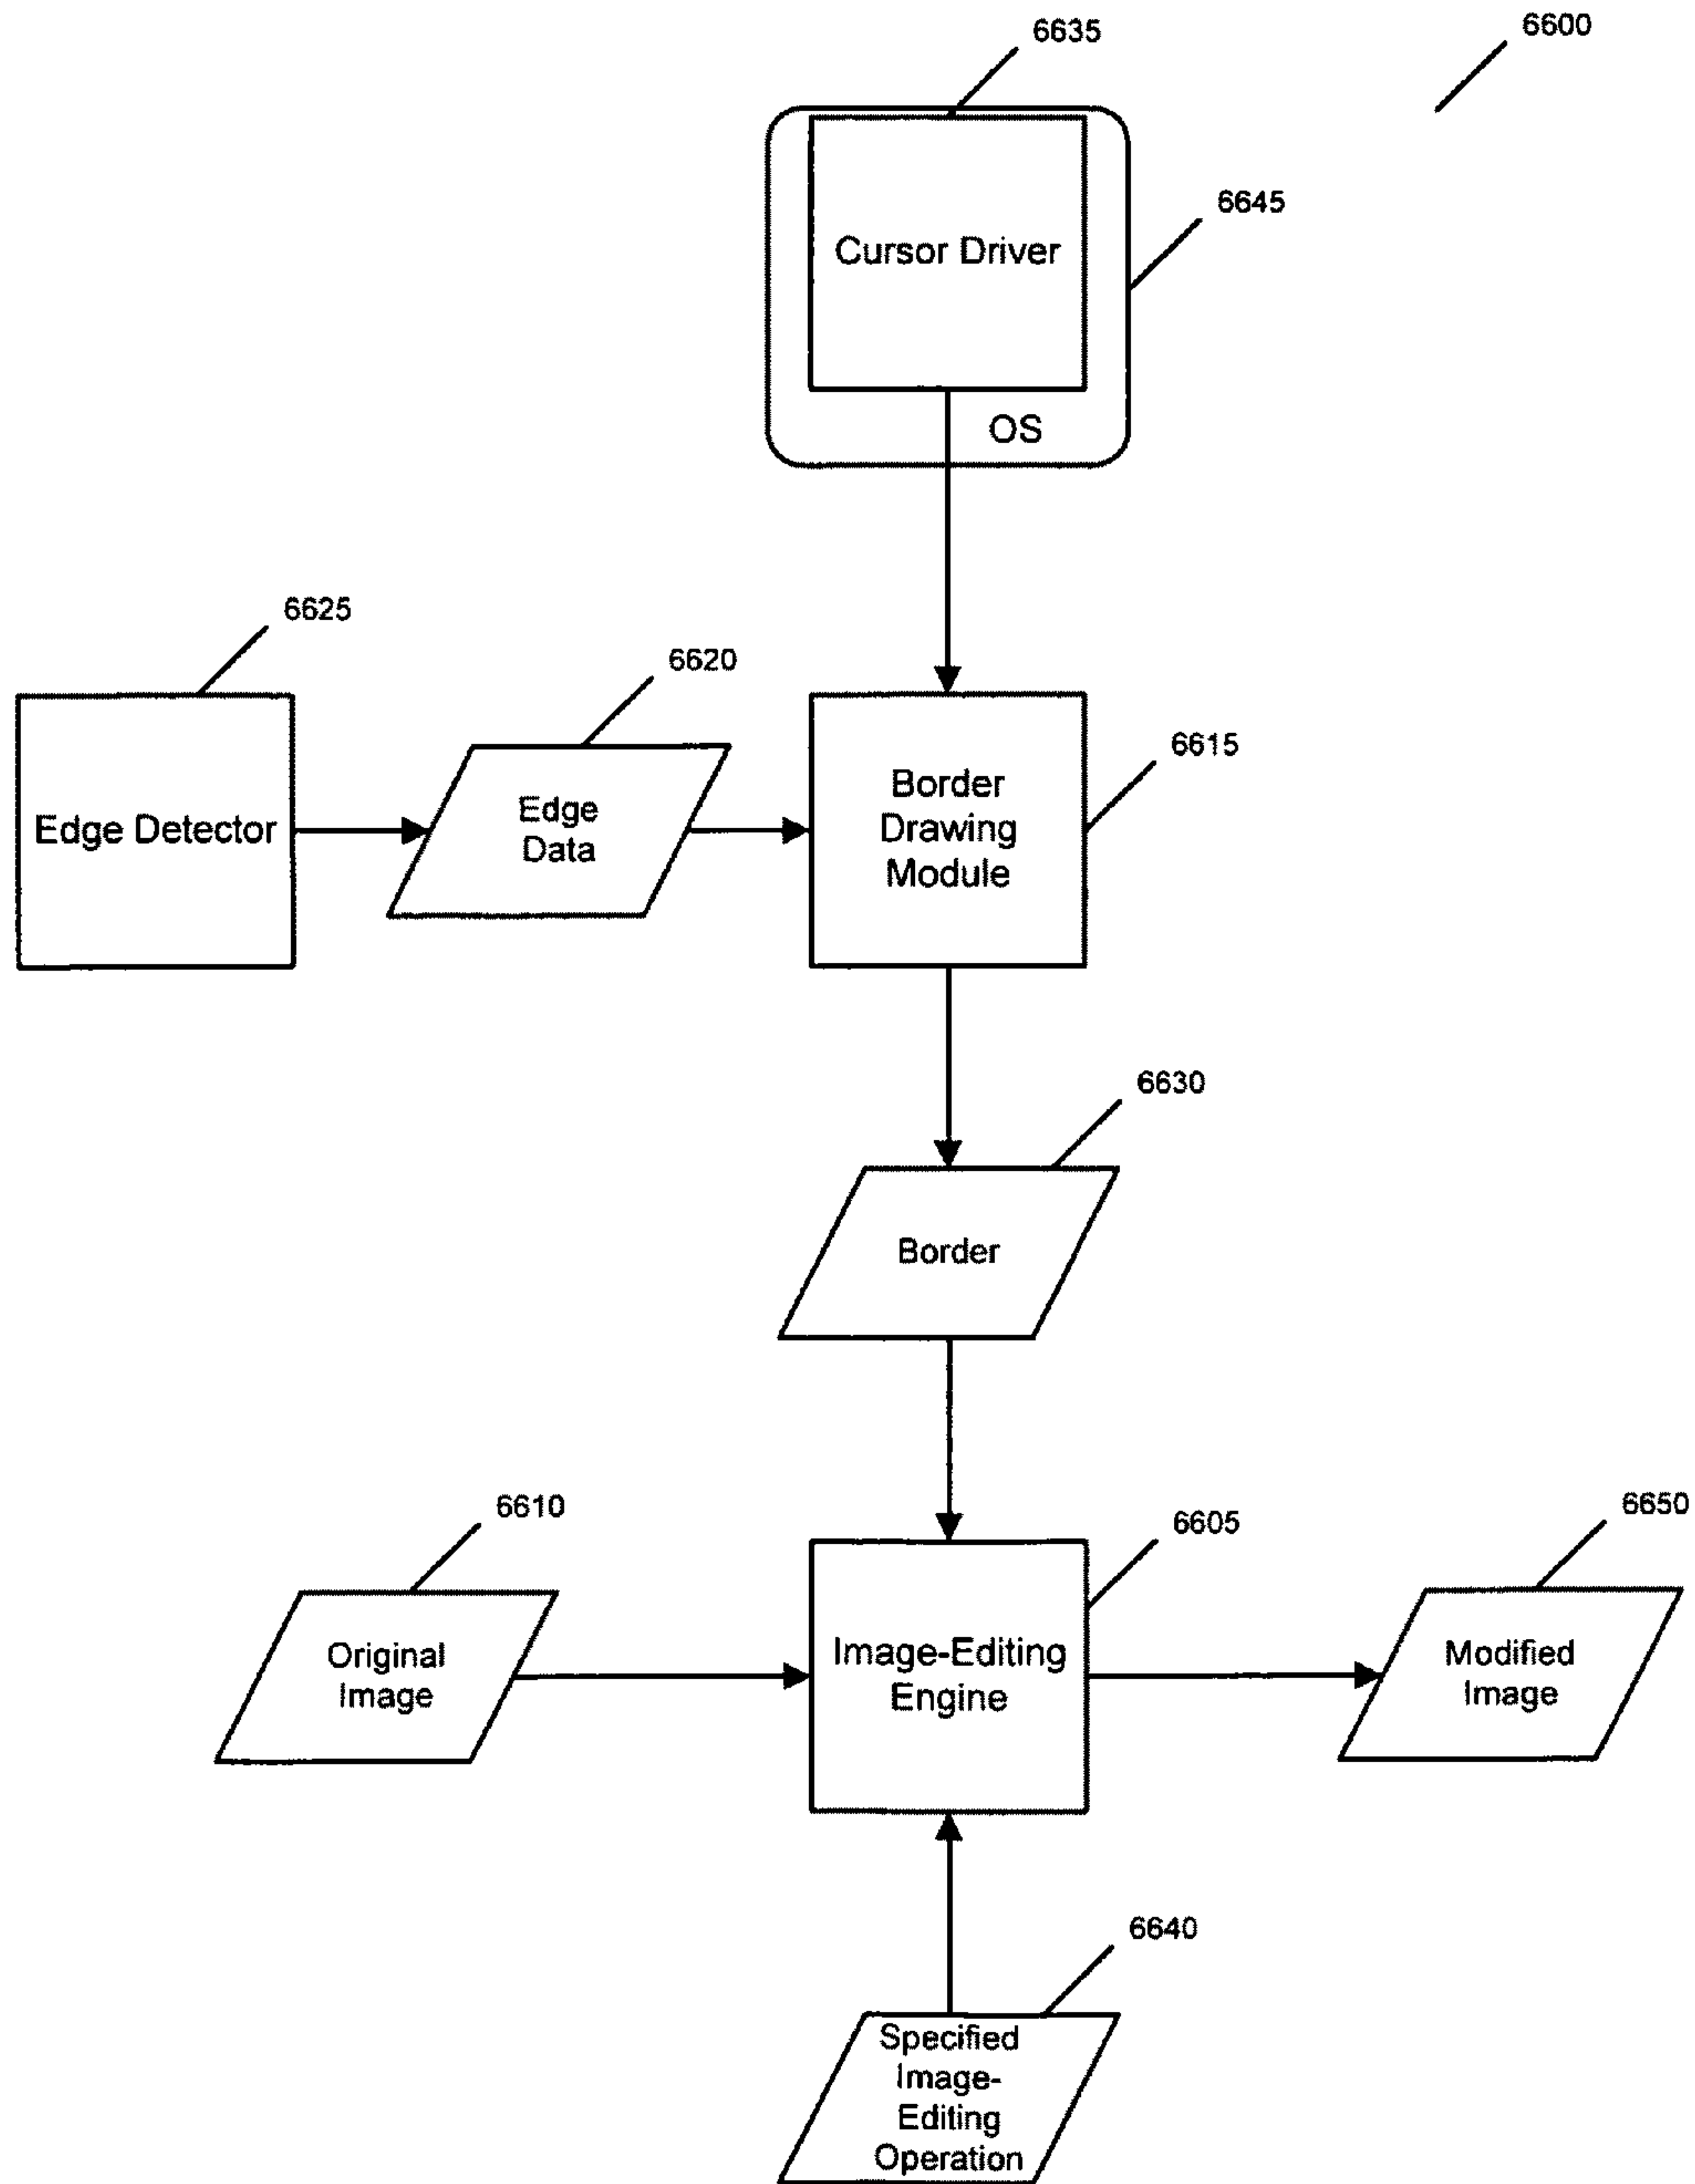 6635
6600
6645
Cursor Driver
OS
6625
6620
6615
Edge Detector
Edge
Data
Border
Drawing
Module
6630
Border
6610
6605
6650
Original
Image
Image-Editing
Engine
Modified
Image
6640
Specified
Image-
Editing
Operation